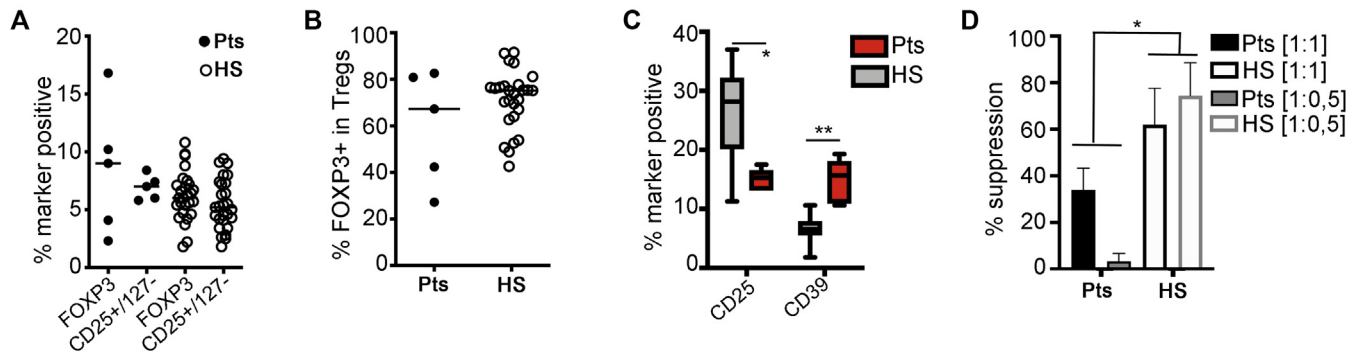 A
% marker positive
20
15
10
5
0
Pts
HS
FOXP3
CD25+/127-
FOXP3
CD25+/127-
B
% FOXP3+ in Tregs
100
80
60
40
20
0
Pts
HS
C
% marker positive
40
30
20
10
0
*
**
Pts
HS
CD25
CD39
D
% suppression
100
80
60
40
20
0
*
Pts [1:1]
HS [1:1]
Pts [1:0,5]
HS [1:0,5]
Pts
HS